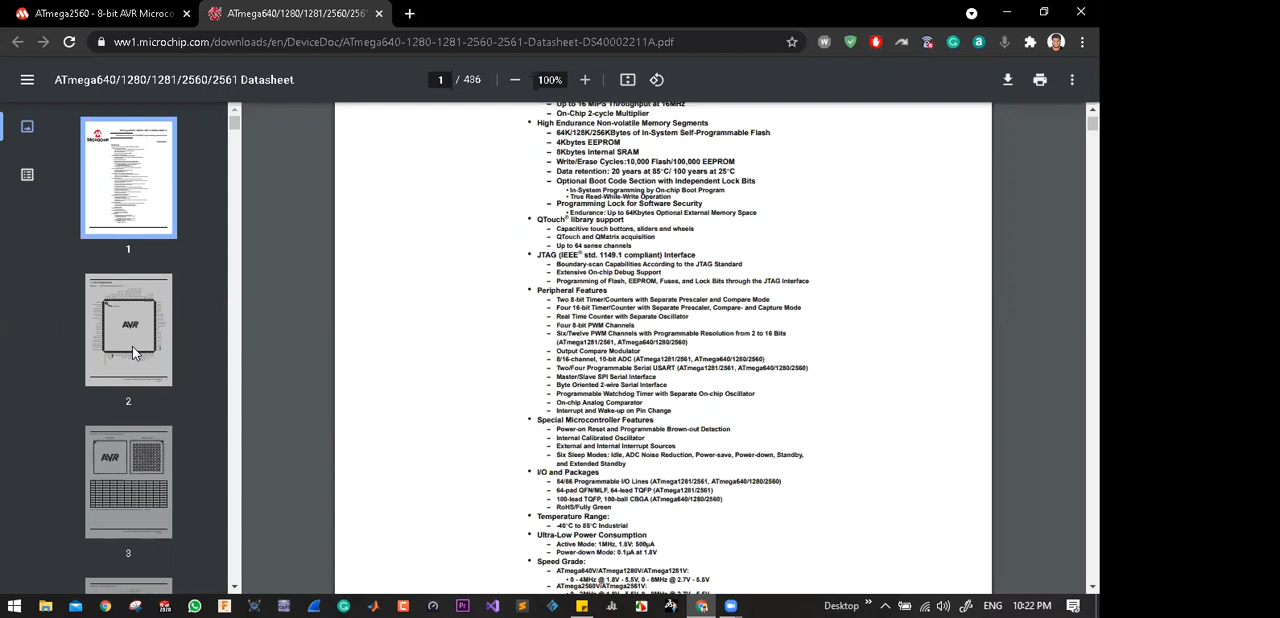 ATmega2560 - 8-bit AVR Microco
ATmega640/1280/1281/2560/2561
ww1.microchip.com/downloads/en/DeviceDoc/ATmega640-1280-1281-2560-2561-Datasheet-DS40002211A.pdf
ATmega640/1280/1281/2560/2561 Datasheet
1 / 436
100%
Up to 16 MIPS Throughput at 16MHz
– On-Chip 2-cycle Multiplier
• High Endurance Non-volatile Memory Segments
– 64K/128K/256KBytes of In-System Self-Programmable Flash
– 4Kbytes EEPROM
– 8Kbytes Internal SRAM
– Write/Erase Cycles:10,000 Flash/100,000 EEPROM
– Data retention: 20 years at 85°C/ 100 years at 25°C
– Optional Boot Code Section with Independent Lock Bits
• In-System Programming by On-chip Boot Program
• True Read-While-Write Operation
– Programming Lock for Software Security
• Endurance: Up to 64Kbytes Optional External Memory Space
• QTouch® library support
– Capacitive touch buttons, sliders and wheels
– QTouch and QMatrix acquisition
– Up to 64 sense channels
• JTAG (IEEE® std. 1149.1 compliant) Interface
– Boundary-scan Capabilities According to the JTAG Standard
– Extensive On-chip Debug Support
– Programming of Flash, EEPROM, Fuses, and Lock Bits through the JTAG Interface
• Peripheral Features
– Two 8-bit Timer/Counters with Separate Prescaler and Compare Mode
– Four 16-bit Timer/Counter with Separate Prescaler, Compare- and Capture Mode
– Real Time Counter with Separate Oscillator
– Four 8-bit PWM Channels
– Six/Twelve PWM Channels with Programmable Resolution from 2 to 16 Bits
(ATmega1281/2561, ATmega640/1280/2560)
– Output Compare Modulator
– 8/16-channel, 10-bit ADC (ATmega1281/2561, ATmega640/1280/2560)
– Two/Four Programmable Serial USART (ATmega1281/2561, ATmega640/1280/2560)
– Master/Slave SPI Serial Interface
– Byte Oriented 2-wire Serial Interface
– Programmable Watchdog Timer with Separate On-chip Oscillator
– On-chip Analog Comparator
– Interrupt and Wake-up on Pin Change
• Special Microcontroller Features
– Power-on Reset and Programmable Brown-out Detection
– Internal Calibrated Oscillator
– External and Internal Interrupt Sources
– Six Sleep Modes: Idle, ADC Noise Reduction, Power-save, Power-down, Standby,
and Extended Standby
• I/O and Packages
– 54/86 Programmable I/O Lines (ATmega1281/2561, ATmega640/1280/2560)
– 64-pad QFN/MLF, 64-lead TQFP (ATmega1281/2561)
– 100-lead TQFP, 100-ball CBGA (ATmega640/1280/2560)
– RoHS/Fully Green
• Temperature Range:
– -40°C to 85°C Industrial
• Ultra-Low Power Consumption
– Active Mode: 1MHz, 1.8V: 500µA
– Power-down Mode: 0.1µA at 1.8V
• Speed Grade:
– ATmega640V/ATmega1280V/ATmega1281V:
• 0 - 4MHz @ 1.8V - 5.5V, 0 - 8MHz @ 2.7V - 5.5V
– ATmega2560V/ATmega2561V:
MICROCHIP
1
AVR
2
AVR
3
Desktop
ENG
10:22 PM